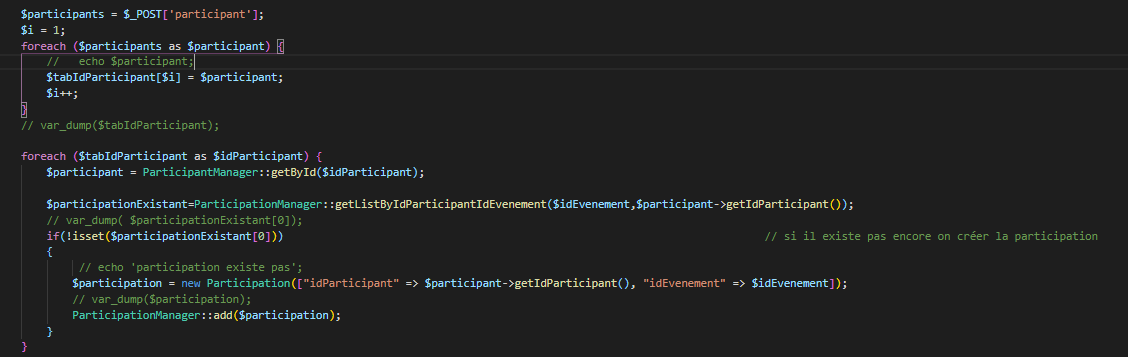 $participants = $_POST['participant'];
$i = 1;
foreach ($participants as $participant) {
//   echo $participant;
$tabIdParticipant[$i] = $participant;
$i++;
}
// var_dump($tabIdParticipant);
foreach ($tabIdParticipant as $idParticipant) {
$participant = ParticipantManager::getById($idParticipant);
$participationExistant=ParticipationManager::getListByIdParticipantIdEvenement($idEvenement,$participant->getIdParticipant());
// var_dump( $participationExistant[0]);
if(!isset($participationExistant[0])) // si il existe pas encore on créer la participation
{
// echo 'participation existe pas';
$participation = new Participation(["idParticipant" => $participant->getIdParticipant(), "idEvenement" => $idEvenement]);
// var_dump($participation);
ParticipationManager::add($participation);
}
}